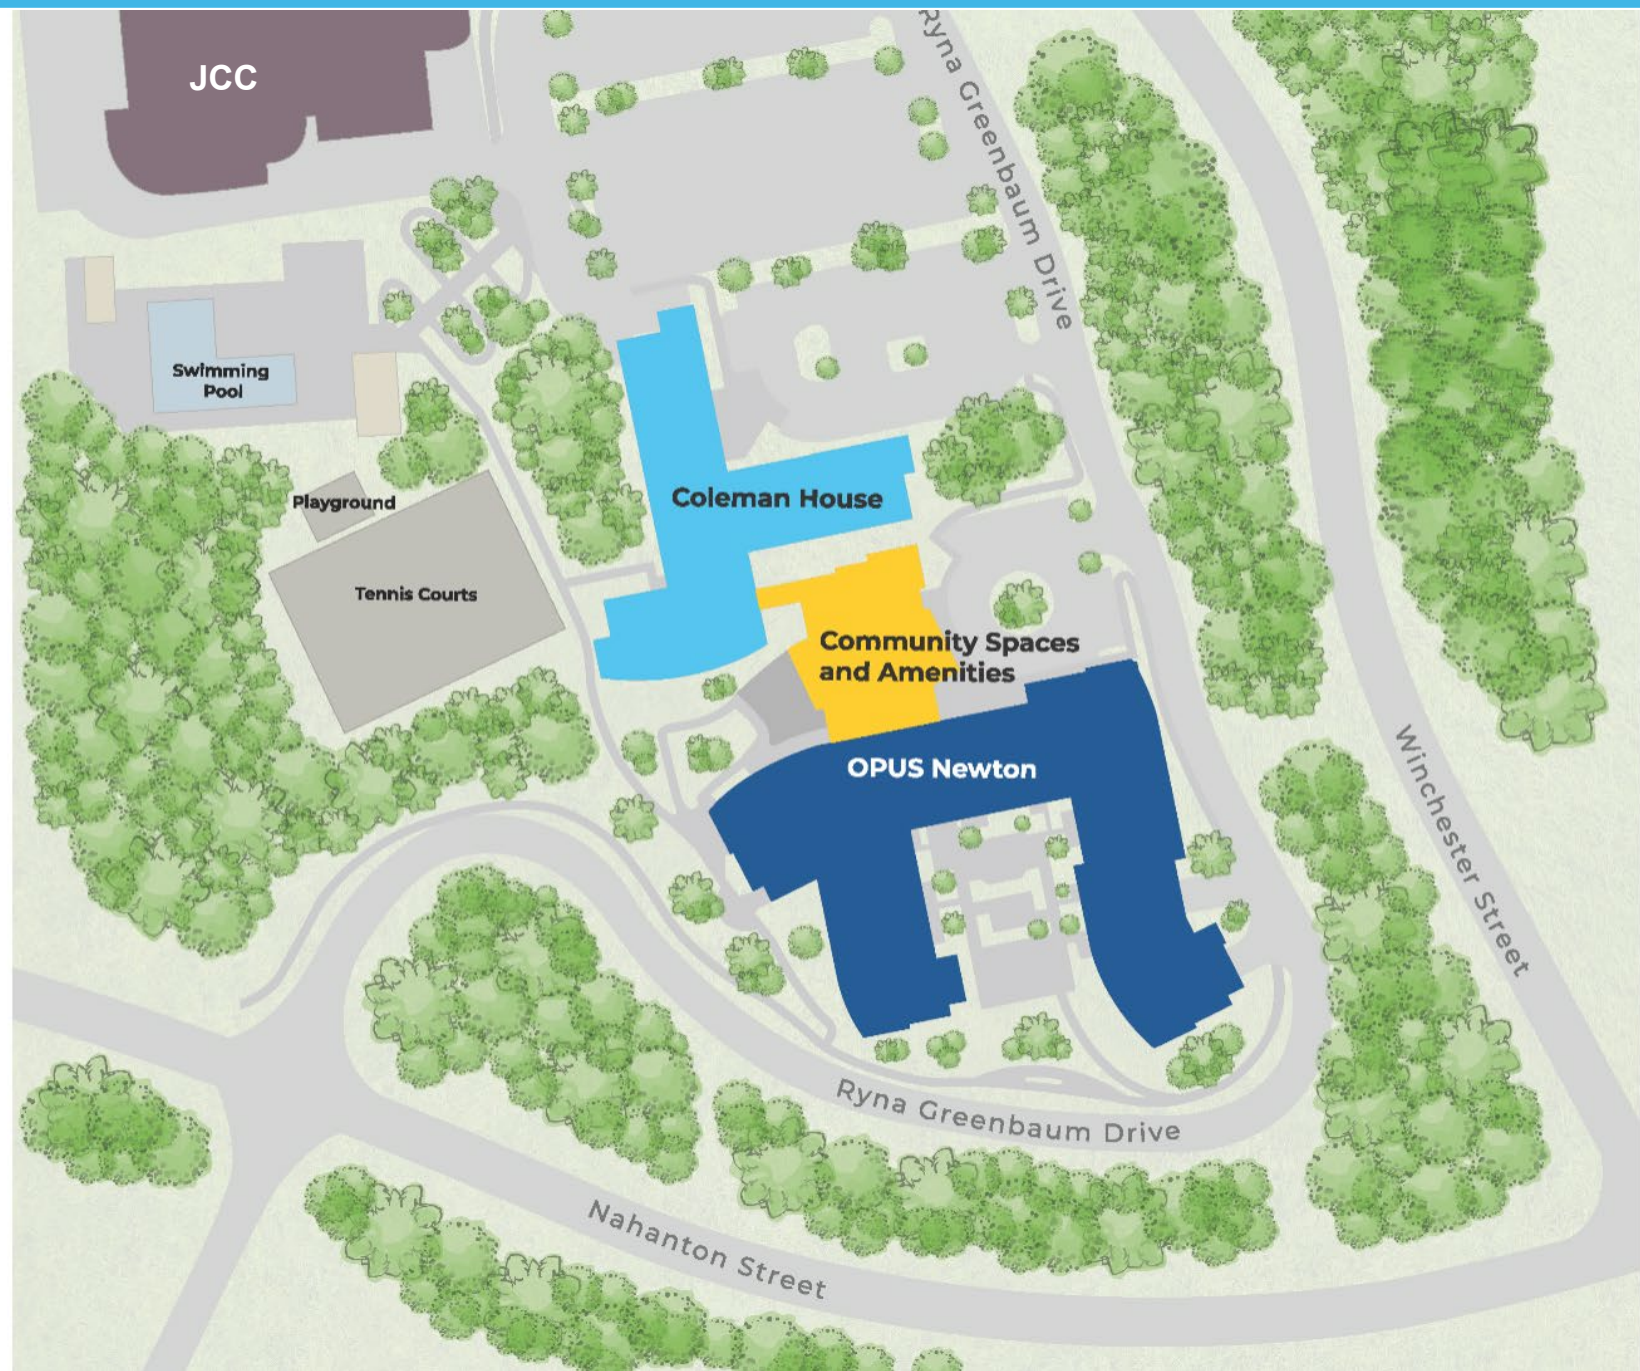 JCC
Ryna Greenbaum Drive
Swimming
Pool
Playground
Coleman House
Tennis Courts
Community Spaces
and Amenities
OPUS Newton
Winchester Street
Ryna Greenbaum Drive
Nahanton Street